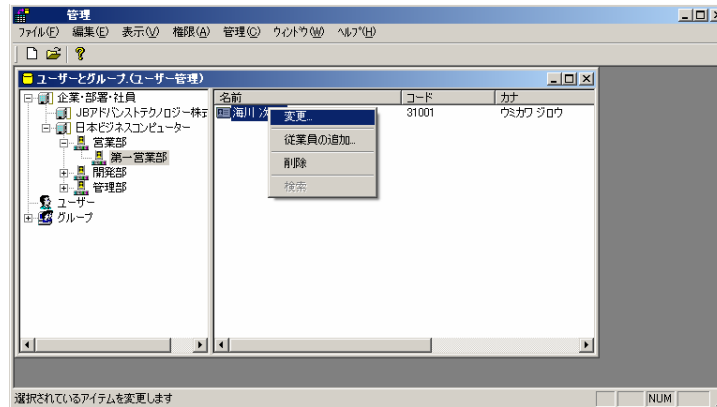 管理
ファイル(F) 編集(E) 表示(V) 権限(A) 管理(C) ウィンドウ(W) ヘルプ(H)
ユーザーとグループ.(ユーザー管理)
企業・部署・社員
JBアドバンストテクノロジー株式
日本ビジネスコンピューター
営業部
第一営業部
開発部
管理部
ユーザー
グループ
名前 コード カナ
海川 次 31001 ウミカワ ジロウ
変更...
従業員の追加...
削除
検索
選択されているアイテムを変更します NUM